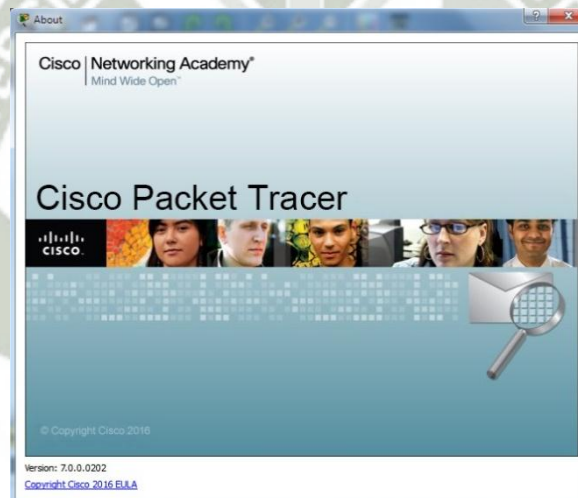 About
Cisco Networking Academy®
Mind Wide Open™
Cisco Packet Tracer
CISCO
© Copyright Cisco 2016
Version: 7.0.0.0202
Copyright Cisco 2016 EULA